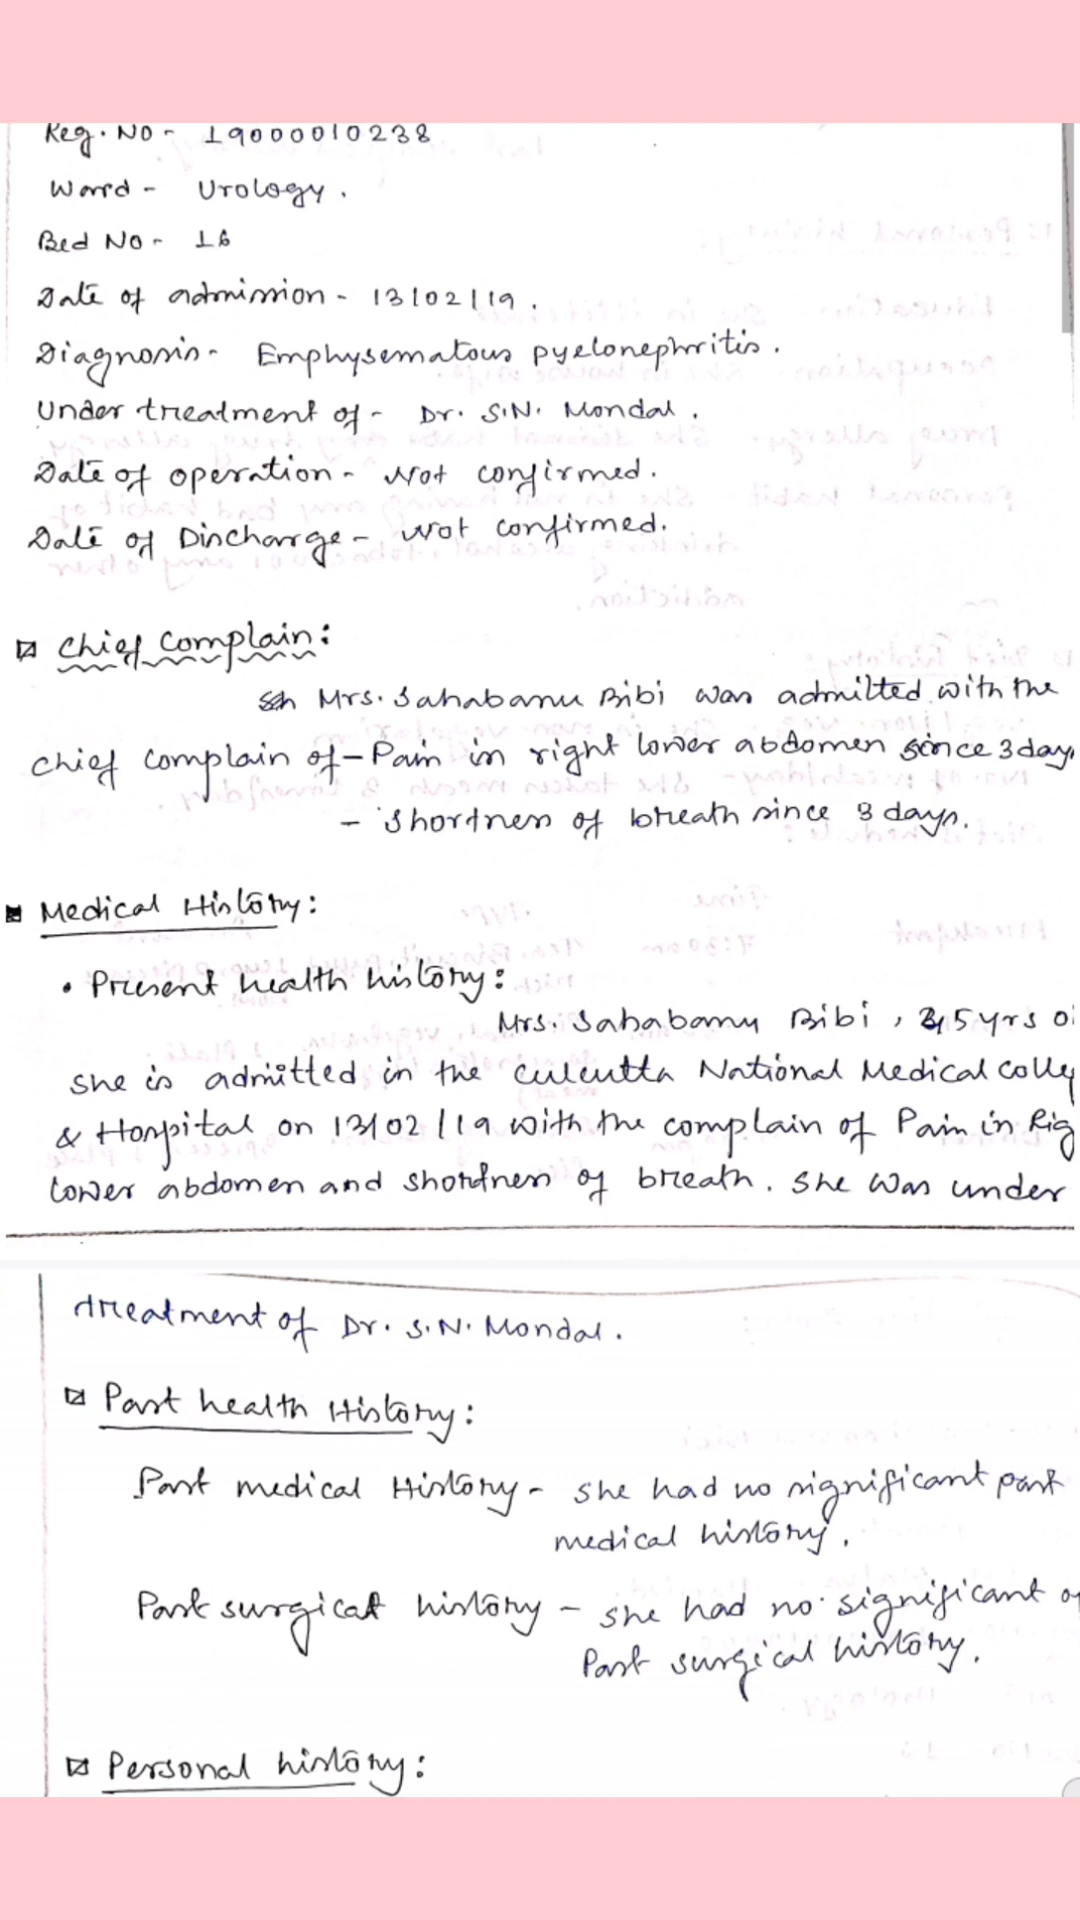 Reg. No - 19000010238
Ward - Urology.
Bed No - 16
Date of admission - 13/02/19.
Diagnosis - Emphysematous pyelonephritis.
Under treatment of - Dr. S.N. Mondal.
Date of operation - Not confirmed.
Date of Discharge - Not confirmed.
Chief Complain:
Mrs. Sahabanu Bibi was admitted with the
chief complain of - Pain in right lower abdomen since 3 day
- Shortness of breath since 3 days.
Medical History:
• Present health history:
Mrs. Sahabanu Bibi, 45 yrs
she is admitted in the Culcutta National Medical Colle
& Hospital on 13/02/19 with the complain of Pain in Rig
lower abdomen and shortness of breath. She was under
treatment of Dr. S.N. Mondal.
Past health History:
Past medical History - she had no significant past
medical history.
Past surgical history - she had no significant
Past surgical history.
Personal history: